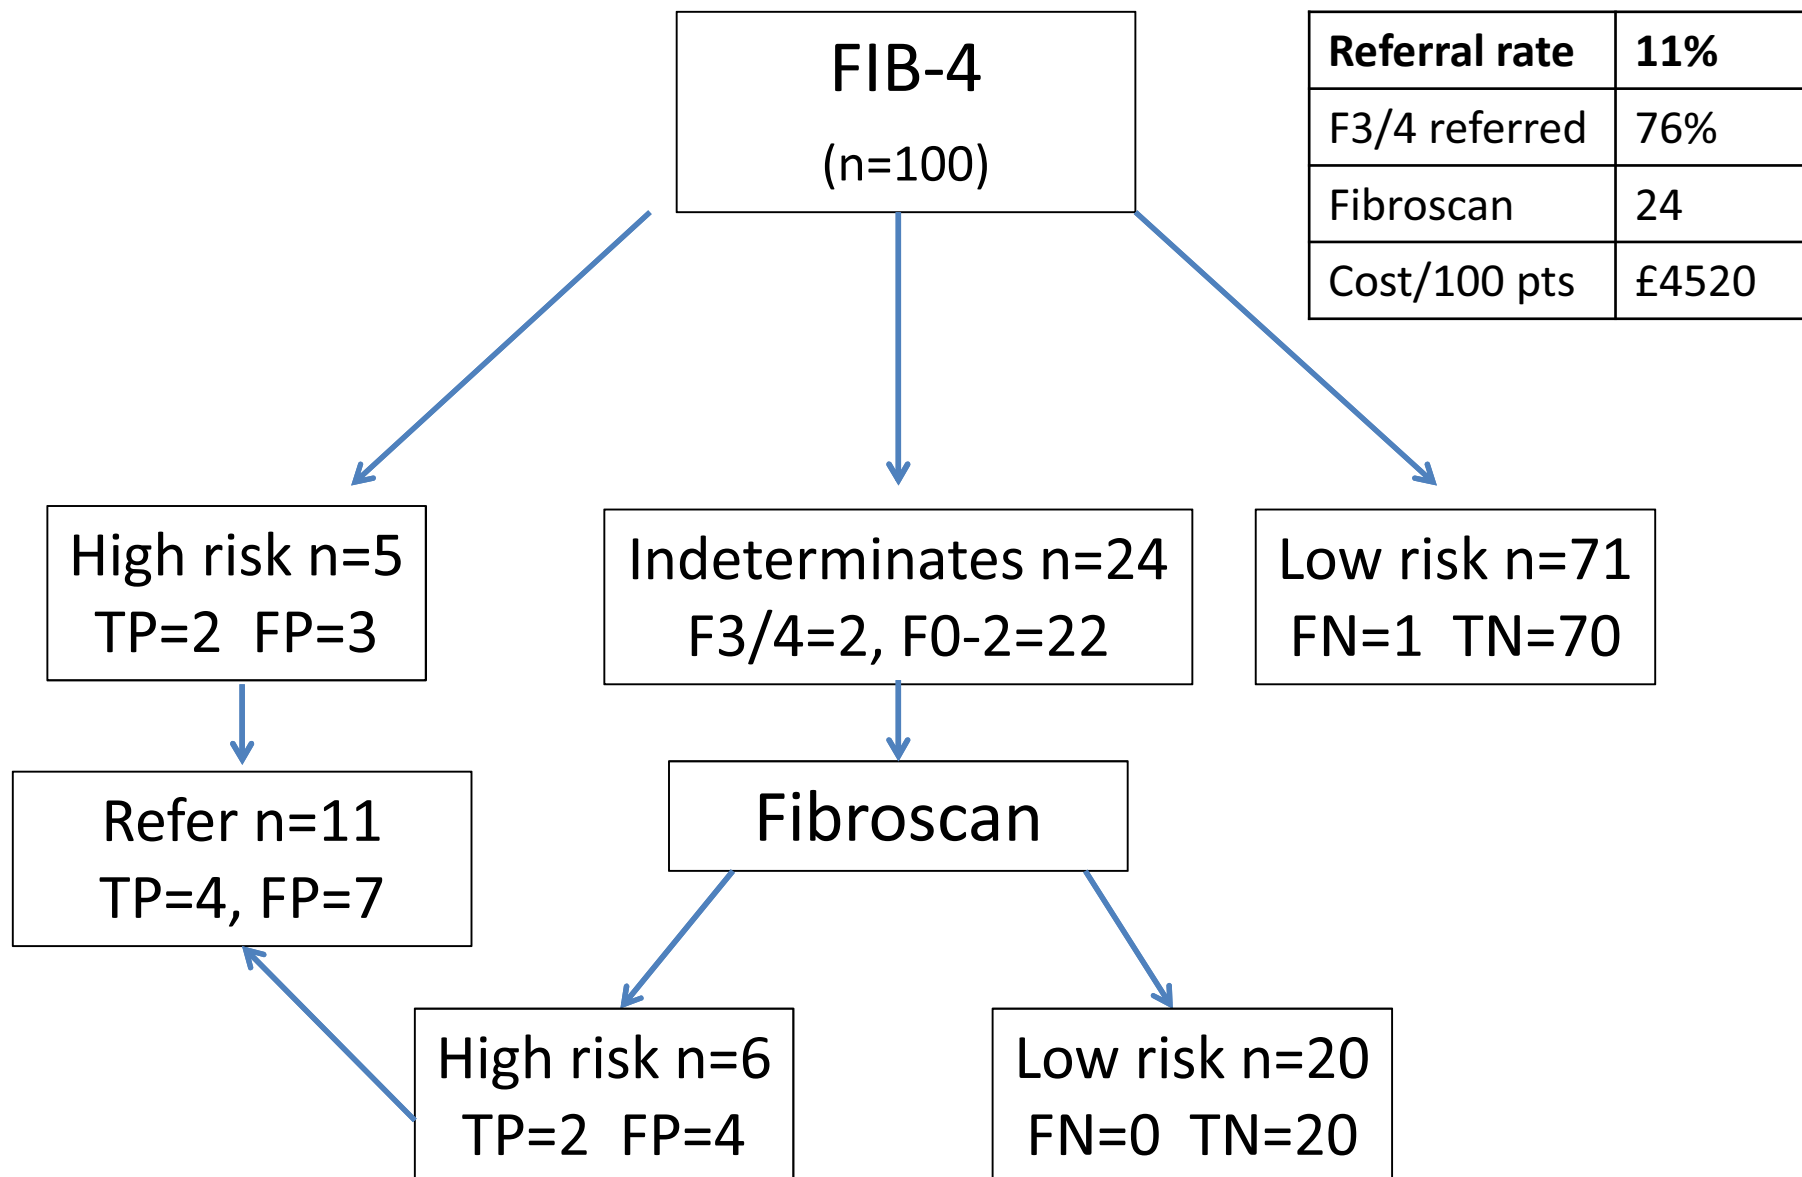 FIB-4
(n=100)
Referral rate 11%
F3/4 referred 76%
Fibroscan 24
Cost/100 pts £4520
High risk n=5
TP=2 FP=3
Indeterminates n=24
F3/4=2, F0-2=22
Low risk n=71
FN=1 TN=70
Refer n=11
TP=4, FP=7
Fibroscan
High risk n=6
TP=2 FP=4
Low risk n=20
FN=0 TN=20